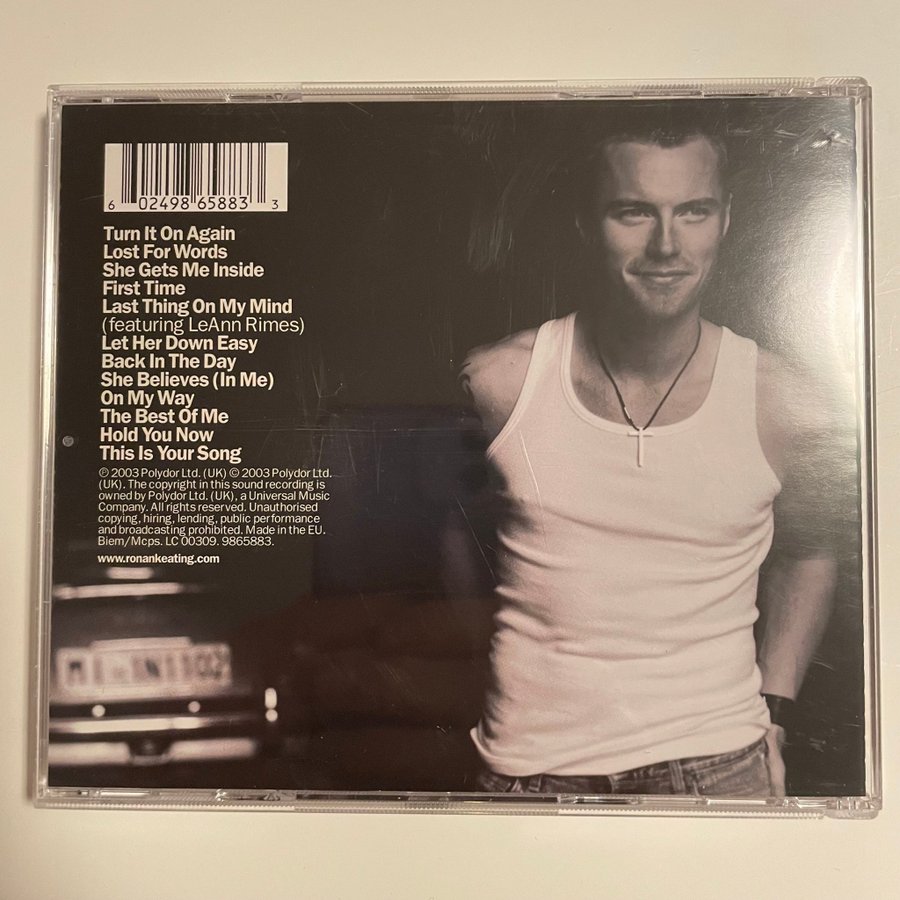 6 02498 65883 3
Turn It On Again
Lost For Words
She Gets Me Inside
First Time
Last Thing On My Mind
(featuring LeAnn Rimes)
Let Her Down Easy
Back In The Day
She Believes (In Me)
On My Way
The Best Of Me
Hold You Now
This Is Your Song
℗ 2003 Polydor Ltd. (UK) © 2003 Polydor Ltd.
(UK). The copyright in this sound recording is
owned by Polydor Ltd. (UK), a Universal Music
Company. All rights reserved. Unauthorised
copying, hiring, lending, public performance
and broadcasting prohibited. Made in the EU.
Biem/Mcps. LC 00309. 9865883.
www.ronankeating.com